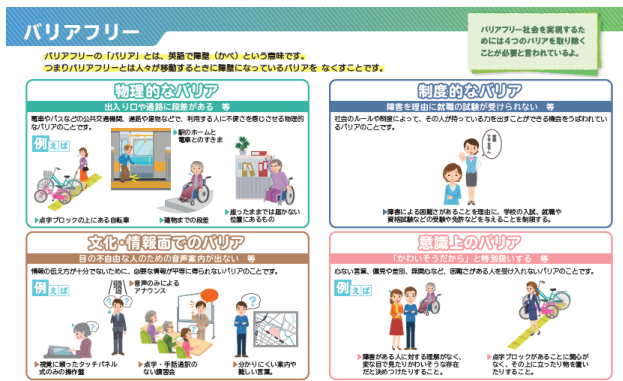 バリアフリー
バリアフリー社会を実現するた
めには4つのバリアを取り除く
ことが必要と言われているよ。
バリアフリーの「バリア」とは、英語で障壁（かべ）という意味です。
つまりバリアフリーとは人々が移動するときに障壁になっているバリアを なくすことです。
物理的なバリア
出入り口や通路に段差がある　等
電車やバスなどの公共交通機関、道路や建物などで、利用する人に不便さを感じさせる物理的
なバリアのことです。
例えば
▶駅のホームと
電車とのすきま
▶点字ブロックの上にある自転車
▶建物までの段差
▶座ったままでは届かない
位置にあるもの
制度的なバリア
障害を理由に就職の試験が受けられない　等
社会のルールや制度によって、その人が持っている力を出すことができる機会をうばわれてい
るバリアのことです。
例えば
▶障害による困難さがあることを理由に、学校の入試、就職や
資格試験などの受験や免許などを与えることを制限する。
文化・情報面でのバリア
目の不自由な人のための音声案内が出ない　等
情報の伝え方が十分でないために、必要な情報が平等に得られないバリアのことです。
例えば
▶音声のみによる
アナウンス
▶視覚に頼ったタッチパネル
式のみの操作盤
▶点字・手話通訳の
ない講習会
▶分かりにくい案内や
難しい言葉。
意識上のバリア
「かわいそうだから」と特別扱いする　等
心ない言葉、偏見や差別、無関心など、困難さがある人を受け入れないバリアのことです。
例えば
▶障害がある人に対する理解がなく、
変な目で見たりかわいそうな存在
だと決めつけたりすること。
▶点字ブロックがあることに関心が
なく、その上に立ったり物を置い
たりすること。